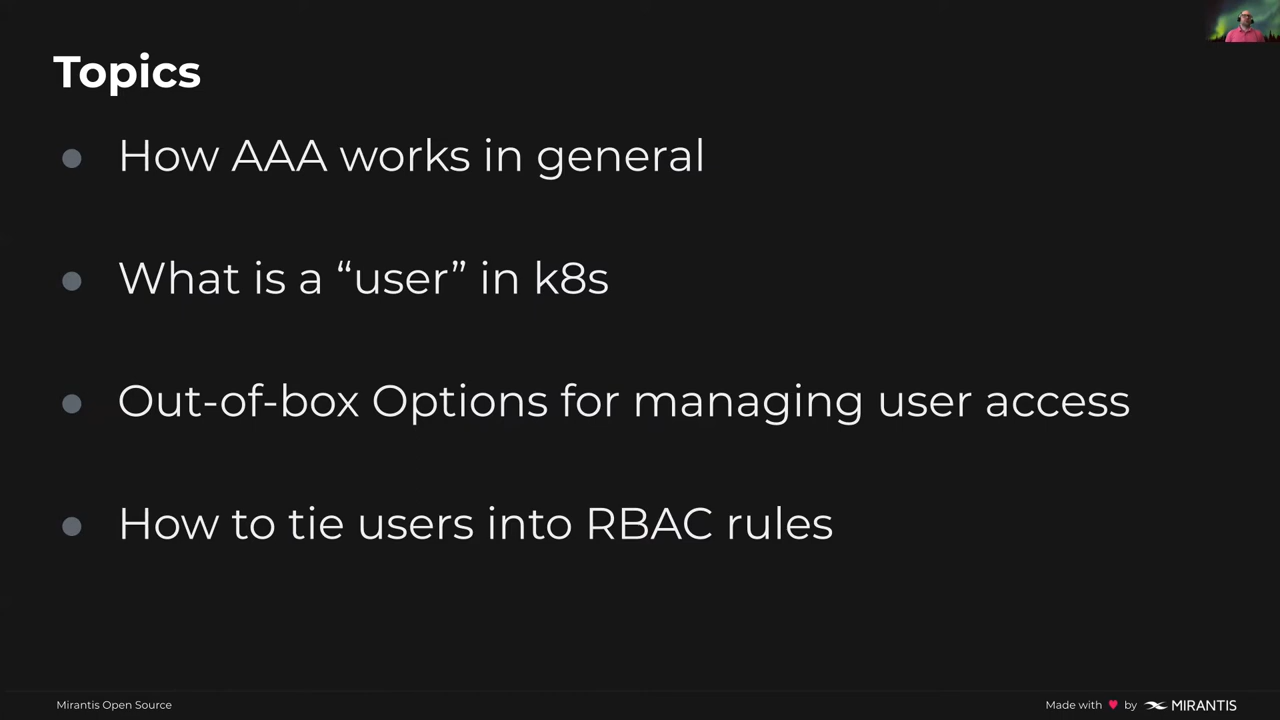 Topics
How AAA works in general
What is a “user” in k8s
Out-of-box Options for managing user access
How to tie users into RBAC rules
Mirantis Open Source
Made with ♥ by MIRANTIS